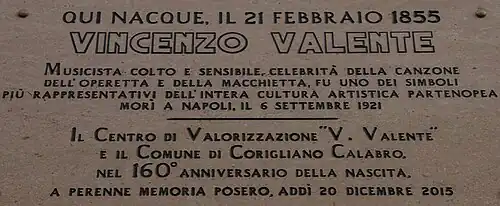 QUI NACQUE, IL 21 FEBBRAIO 1855
VINCENZO VALENTE
MUSICISTA COLTO E SENSIBILE, CELEBRITÀ DELLA CANZONE
DELL'OPERETTA E DELLA MACCHIETTA, FU UNO DEI SIMBOLI
PIÙ RAPPRESENTATIVI DELL'INTERA CULTURA ARTISTICA PARTENOPEA
MORÌ A NAPOLI, IL 6 SETTEMBRE 1921
IL CENTRO DI VALORIZZAZIONE "V. VALENTE"
E IL COMUNE DI CORIGLIANO CALABRO,
NEL 160° ANNIVERSARIO DELLA NASCITA,
A PERENNE MEMORIA POSERO, ADDÌ 20 DICEMBRE 2015